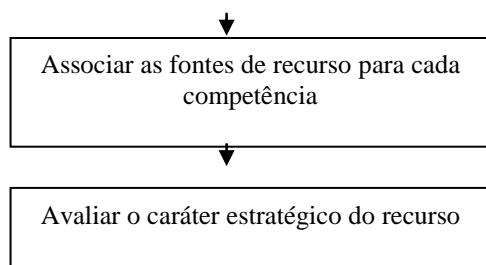 Associar as fontes de recurso para cada
competência
Avaliar o caráter estratégico do recurso